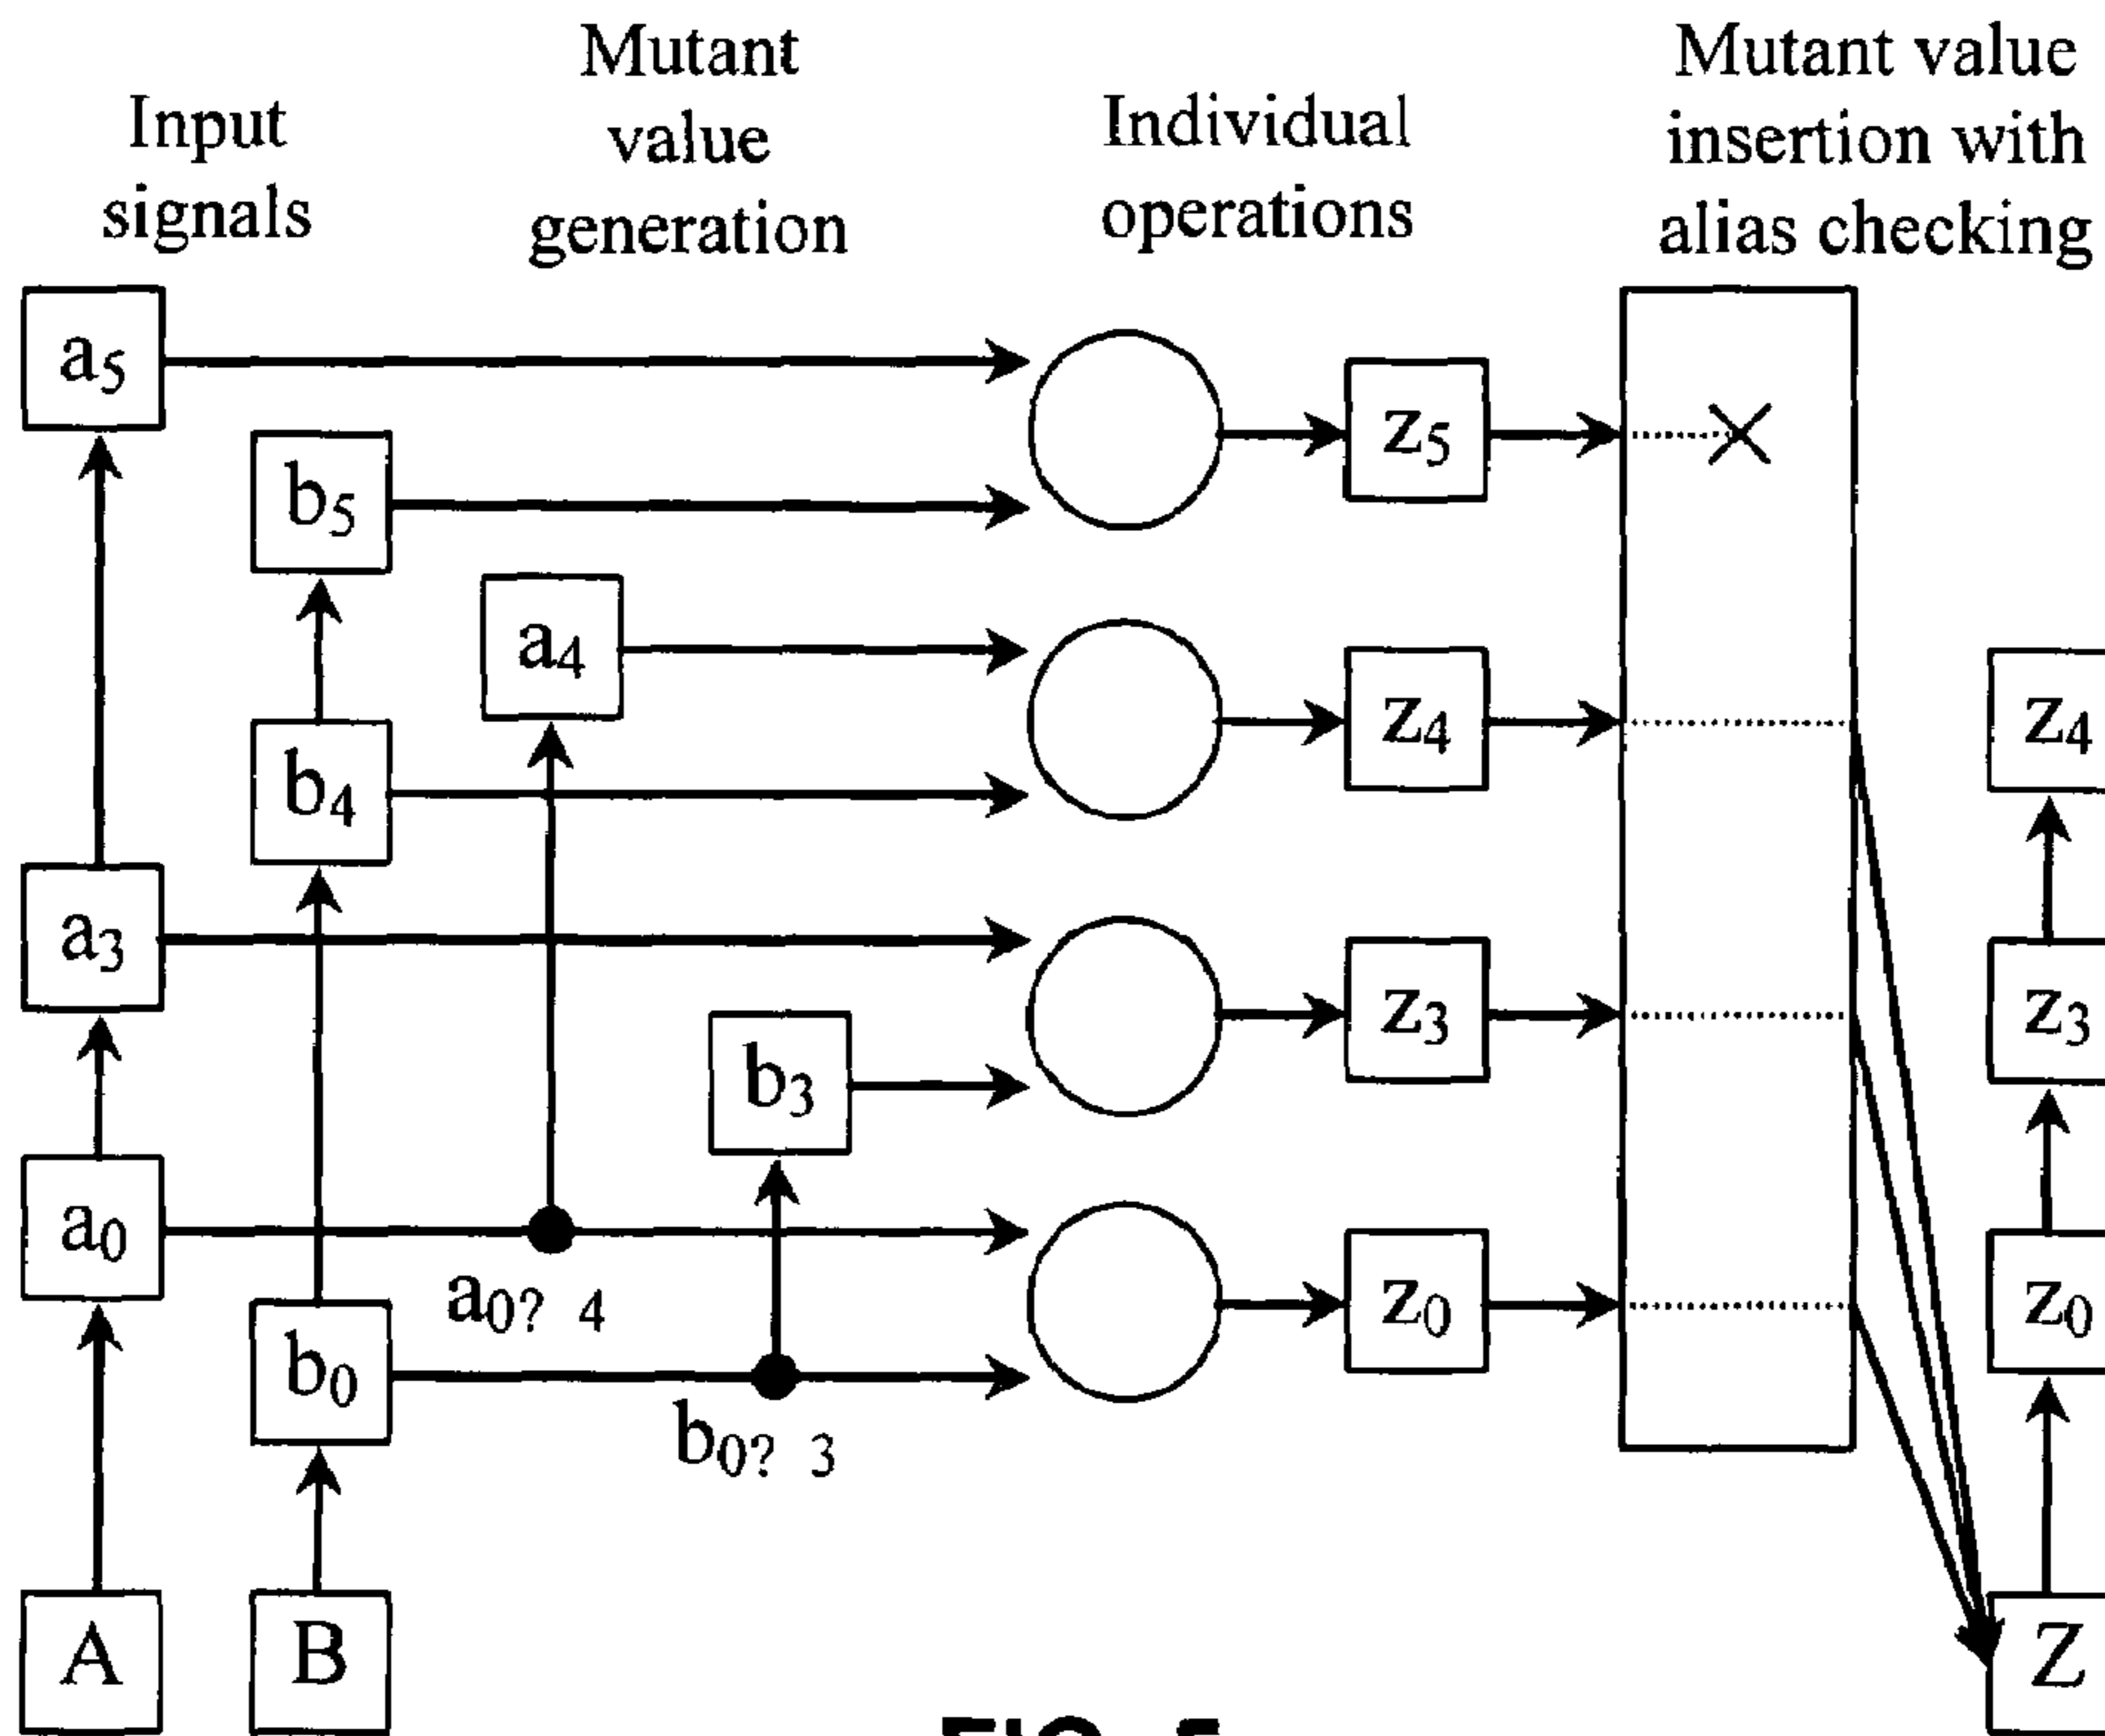 Input
signals
Mutant
value
generation
Individual
operations
Mutant value
insertion with
alias checking
a5
b5
z5
a4
z4
z4
b4
a3
z3
z3
b3
a0
a0? 4
z0
z0
b0
b0? 3
A
B
Z